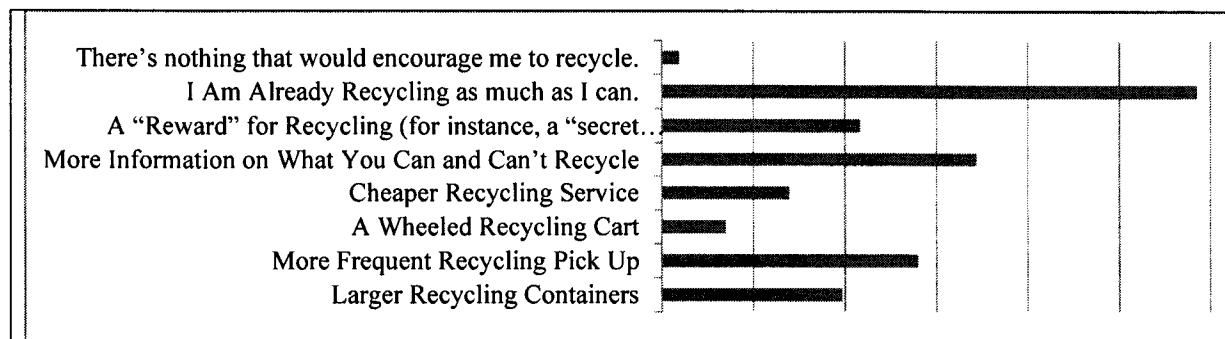 There’s nothing that would encourage me to recycle.
I Am Already Recycling as much as I can.
A “Reward” for Recycling (for instance, a “secret…
More Information on What You Can and Can’t Recycle
Cheaper Recycling Service
A Wheeled Recycling Cart
More Frequent Recycling Pick Up
Larger Recycling Containers